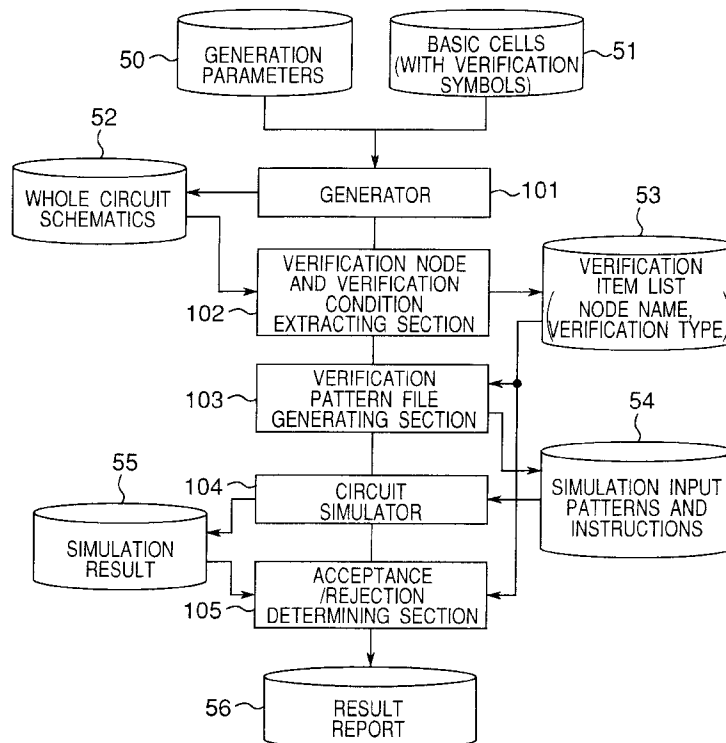 50
GENERATION
PARAMETERS
BASIC CELLS
(WITH VERIFICATION
SYMBOLS)
51
52
WHOLE CIRCUIT
SCHEMATICS
GENERATOR
101
53
VERIFICATION NODE
AND VERIFICATION
CONDITION
EXTRACTING SECTION
102
VERIFICATION
ITEM LIST
(NODE NAME,
VERIFICATION TYPE,)
103
VERIFICATION
PATTERN FILE
GENERATING SECTION
54
55
104
CIRCUIT
SIMULATOR
SIMULATION INPUT
PATTERNS AND
INSTRUCTIONS
SIMULATION
RESULT
ACCEPTANCE
/REJECTION
DETERMINING SECTION
105
56
RESULT
REPORT